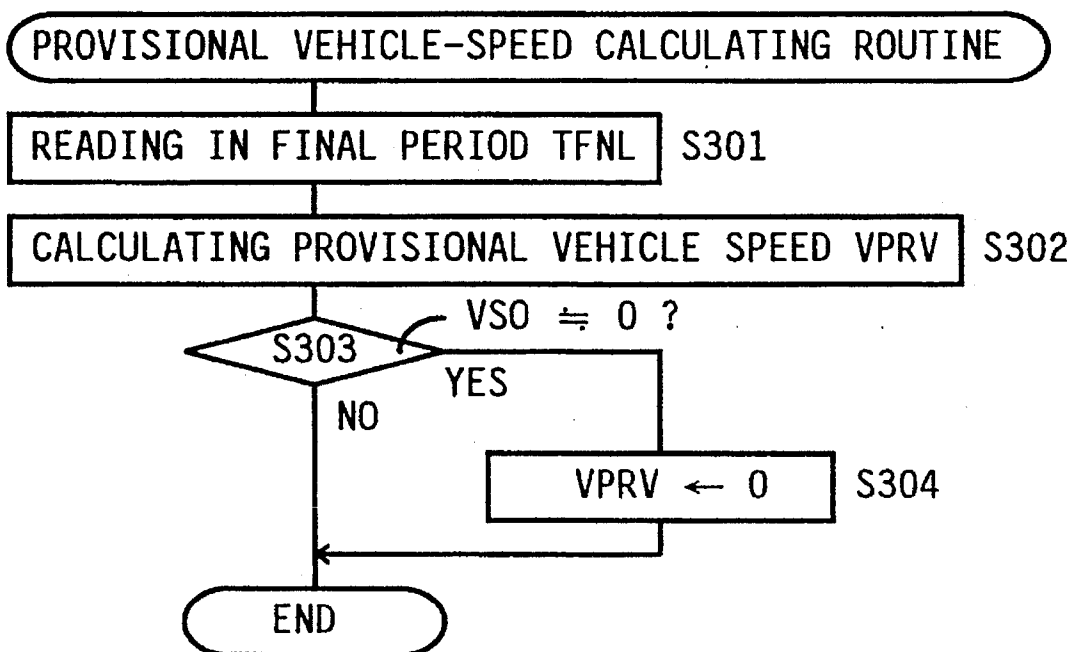 PROVISIONAL VEHICLE-SPEED CALCULATING ROUTINE
READING IN FINAL PERIOD TFNL S301
CALCULATING PROVISIONAL VEHICLE SPEED VPRV S302
VSO ≒ 0 ?
S303
YES
NO
VPRV ← 0 S304
END